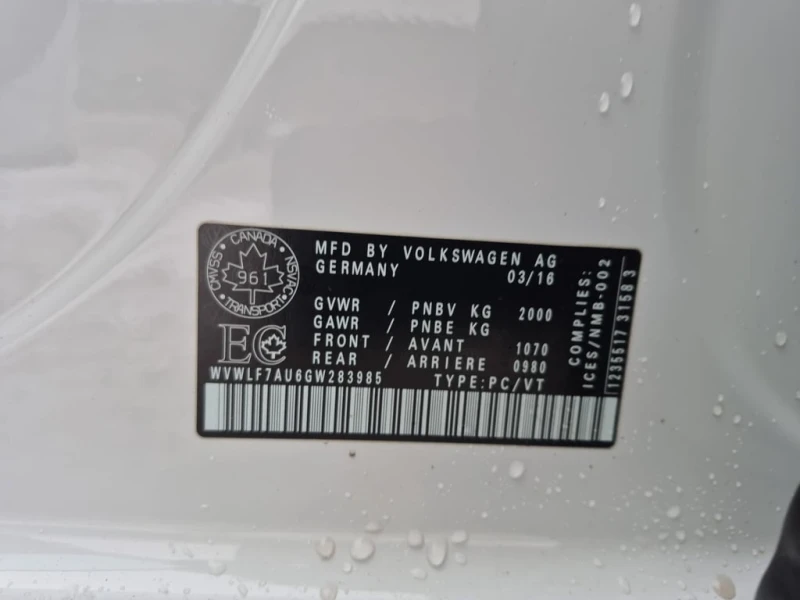 CANADA
CMVSS
961
NSVAC
TRANSPORT
EC
MFD BY VOLKSWAGEN AG
GERMANY 03/16
GVWR / PNBV KG 2000
GAWR / PNBE KG
FRONT / AVANT 1070
REAR / ARRIERE 0980
WVWLF7AU6GW283985 TYPE:PC/VT
COMPLIES:
ICES/NMB-002
1235517 31583